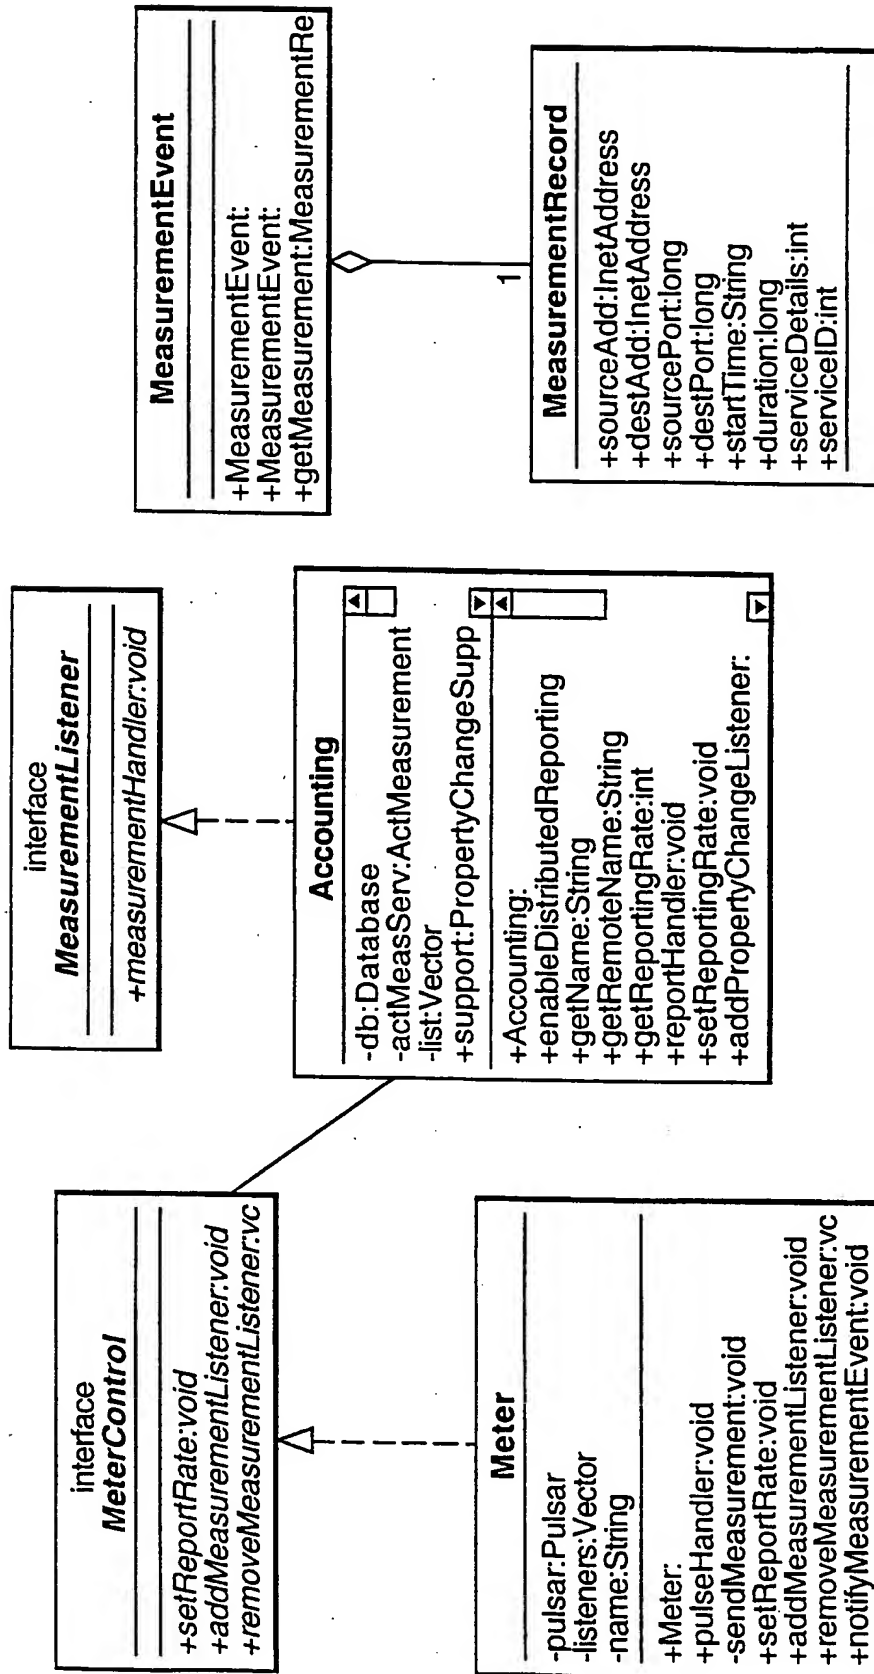 interface
MeterControl
+setReportRate:void
+addMeasurementListener:void
+removeMeasurementListener:vc
Meter
-pulsar:Pulsar
-listeners:Vector
-name:String
+Meter:
+pulseHandler:void
-sendMeasurement:void
+setReportRate:void
+addMeasurementListener:void
+removeMeasurementListener:vc
+notifyMeasurementEvent:void
interface
MeasurementListener
+measurementHandler:void
Accounting
-db:Database
-actMeasServ:ActMeasurement
-list:Vector
+support:PropertyChangeSupp
+Accounting:
+enableDistributedReporting
+getName:String
+getRemoteName:String
+getReportingRate:int
+reportHandler:void
+setReportingRate:void
+addPropertyChangeListener:
MeasurementEvent
+MeasurementEvent:
+MeasurementEvent:
+getMeasurement:MeasurementRe
1
MeasurementRecord
+sourceAdd:InetAddress
+destAdd:InetAddress
+sourcePort:long
+destPort:long
+startTime:String
+duration:long
+serviceDetails:int
+serviceID:int